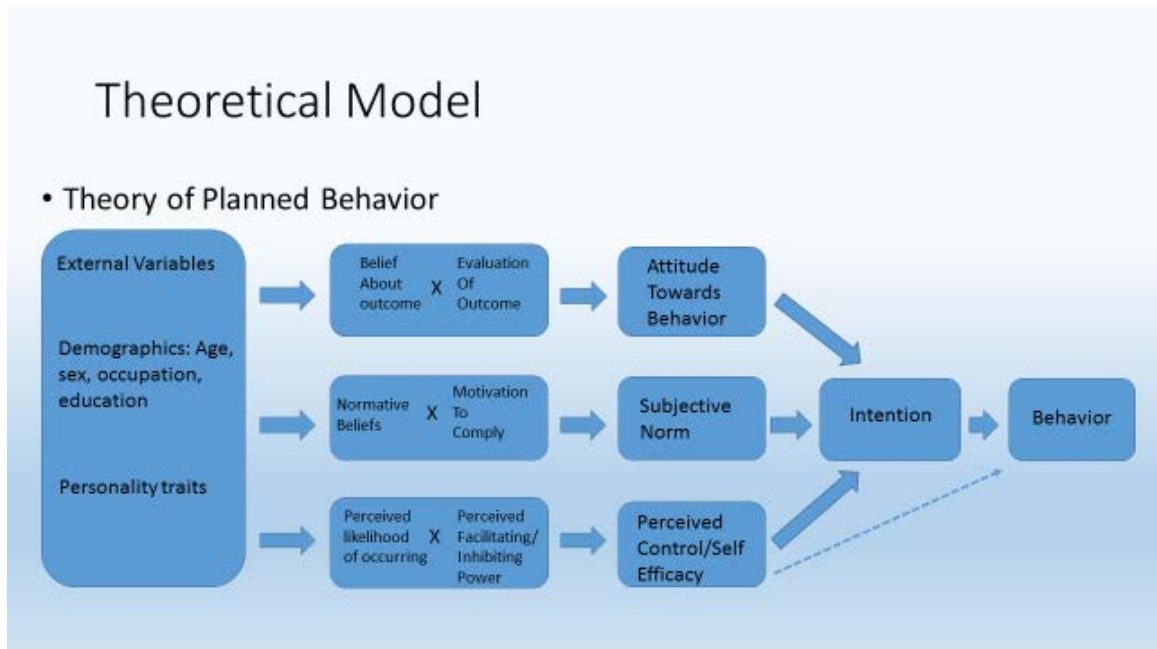 Theoretical Model
• Theory of Planned Behavior
External Variables
Demographics: Age,
sex, occupation,
education
Personality traits
Belief
About
outcome
X
Evaluation
Of
Outcome
Attitude
Towards
Behavior
Normative
Beliefs
X
Motivation
To
Comply
Subjective
Norm
Intention
Behavior
Perceived
likelihood
of occurring
X
Perceived
Facilitating/
Inhibiting
Power
Perceived
Control/Self
Efficacy